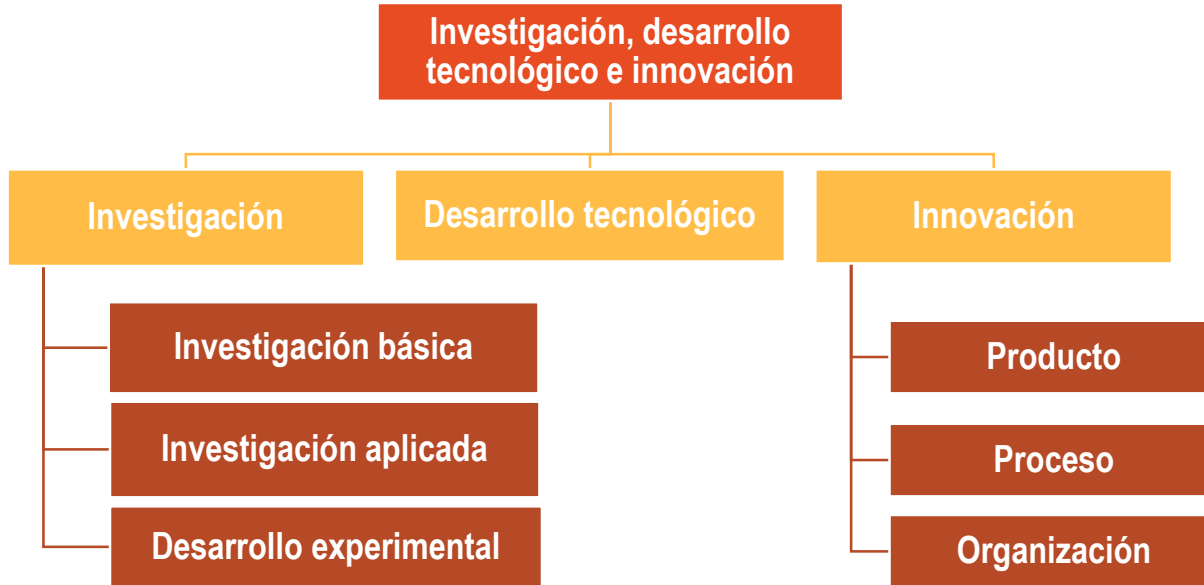 Investigación, desarrollo
tecnológico e innovación
Investigación
Desarrollo tecnológico
Innovación
Investigación básica
Investigación aplicada
Desarrollo experimental
Producto
Proceso
Organización